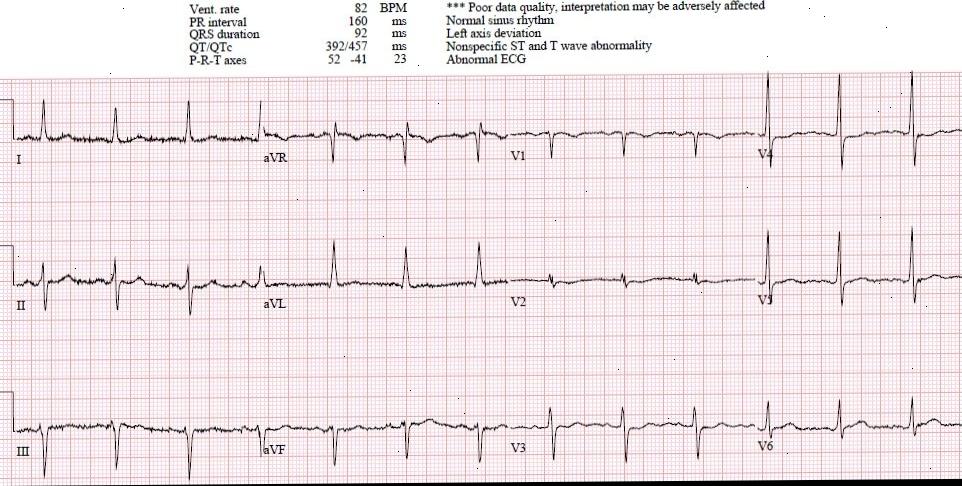 Vent. rate 82 BPM *** Poor data quality, interpretation may be adversely affected
PR interval 160 ms Normal sinus rhythm
QRS duration 92 ms Left axis deviation
QT/QTc 392/457 ms Nonspecific ST and T wave abnormality
P-R-T axes 52 -41 23 Abnormal ECG
I aVR V1 V4
II aVL V2 V5
III aVF V3 V6